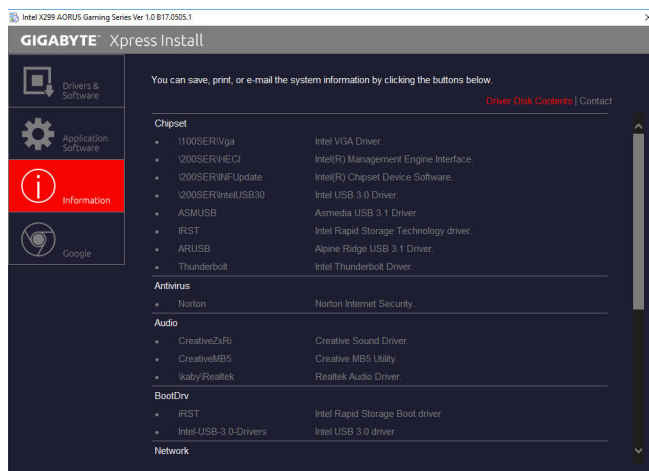 Intel X299 AORUS Gaming Series Ver 1.0 B17.0505.1
GIGABYTE™ Xpress Install
Drivers &
Software
Application
Software
Information
Google
You can save, print, or e-mail the system information by clicking the buttons below.
Driver Disk Contents | Contact
Chipset
\100SER\Vga Intel VGA Driver.
\200SER\HECI Intel(R) Management Engine Interface.
\200SER\INFUpdate Intel(R) Chipset Device Software.
\200SER\IntelUSB30 Intel USB 3.0 Driver.
ASMUSB Asmedia USB 3.1 Driver.
IRST Intel Rapid Storage Technology driver.
ARUSB Alpine Ridge USB 3.1 Driver.
Thunderbolt Intel Thunderbolt Driver.
Antivirus
Norton Norton Internet Security.
Audio
CreativeZxRi Creative Sound Driver.
CreativeMB5 Creative MB5 Utility.
\kaby\Realtek Realtek Audio Driver.
BootDrv
iRST Intel Rapid Storage Boot driver
Intel-USB-3.0-Drivers Intel USB 3.0 driver
Network